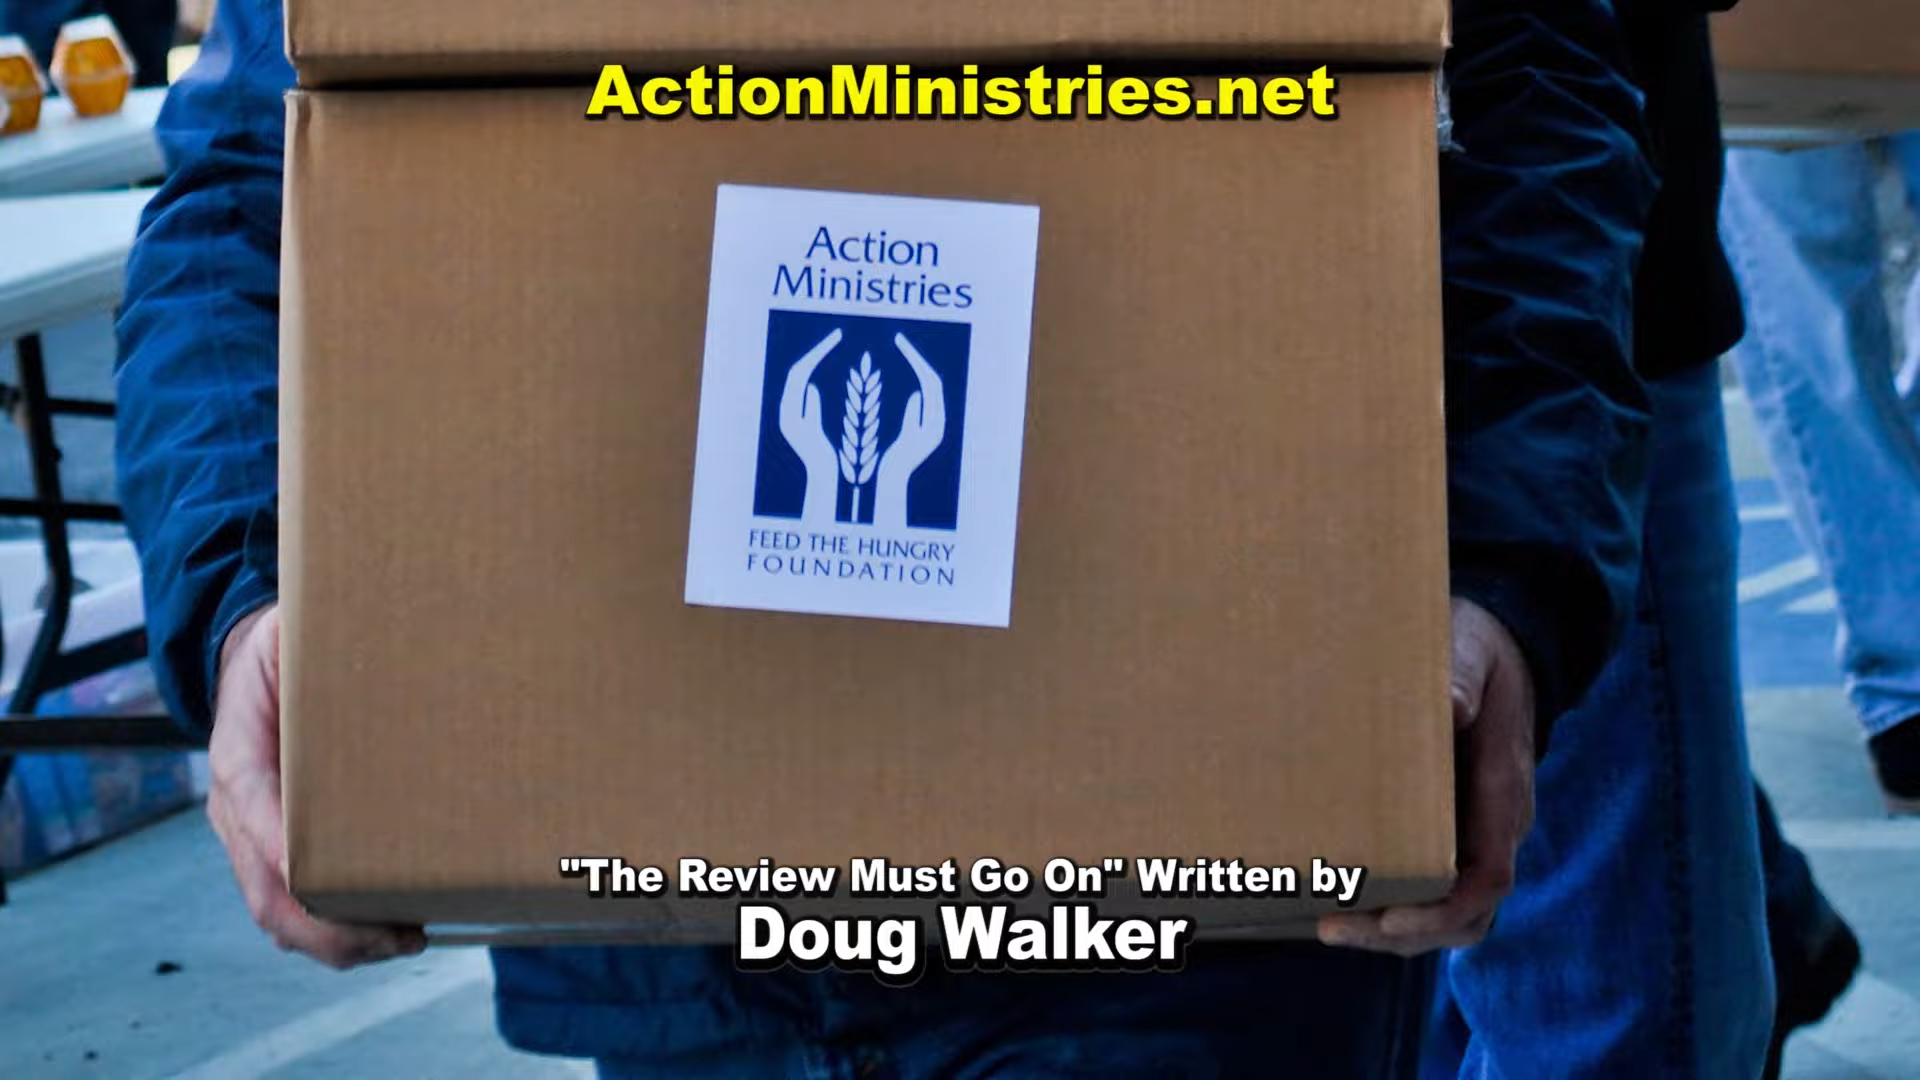 ActionMinistries.net
Action
Ministries
FEED THE HUNGRY
FOUNDATION
"The Review Must Go On" Written by
Doug Walker